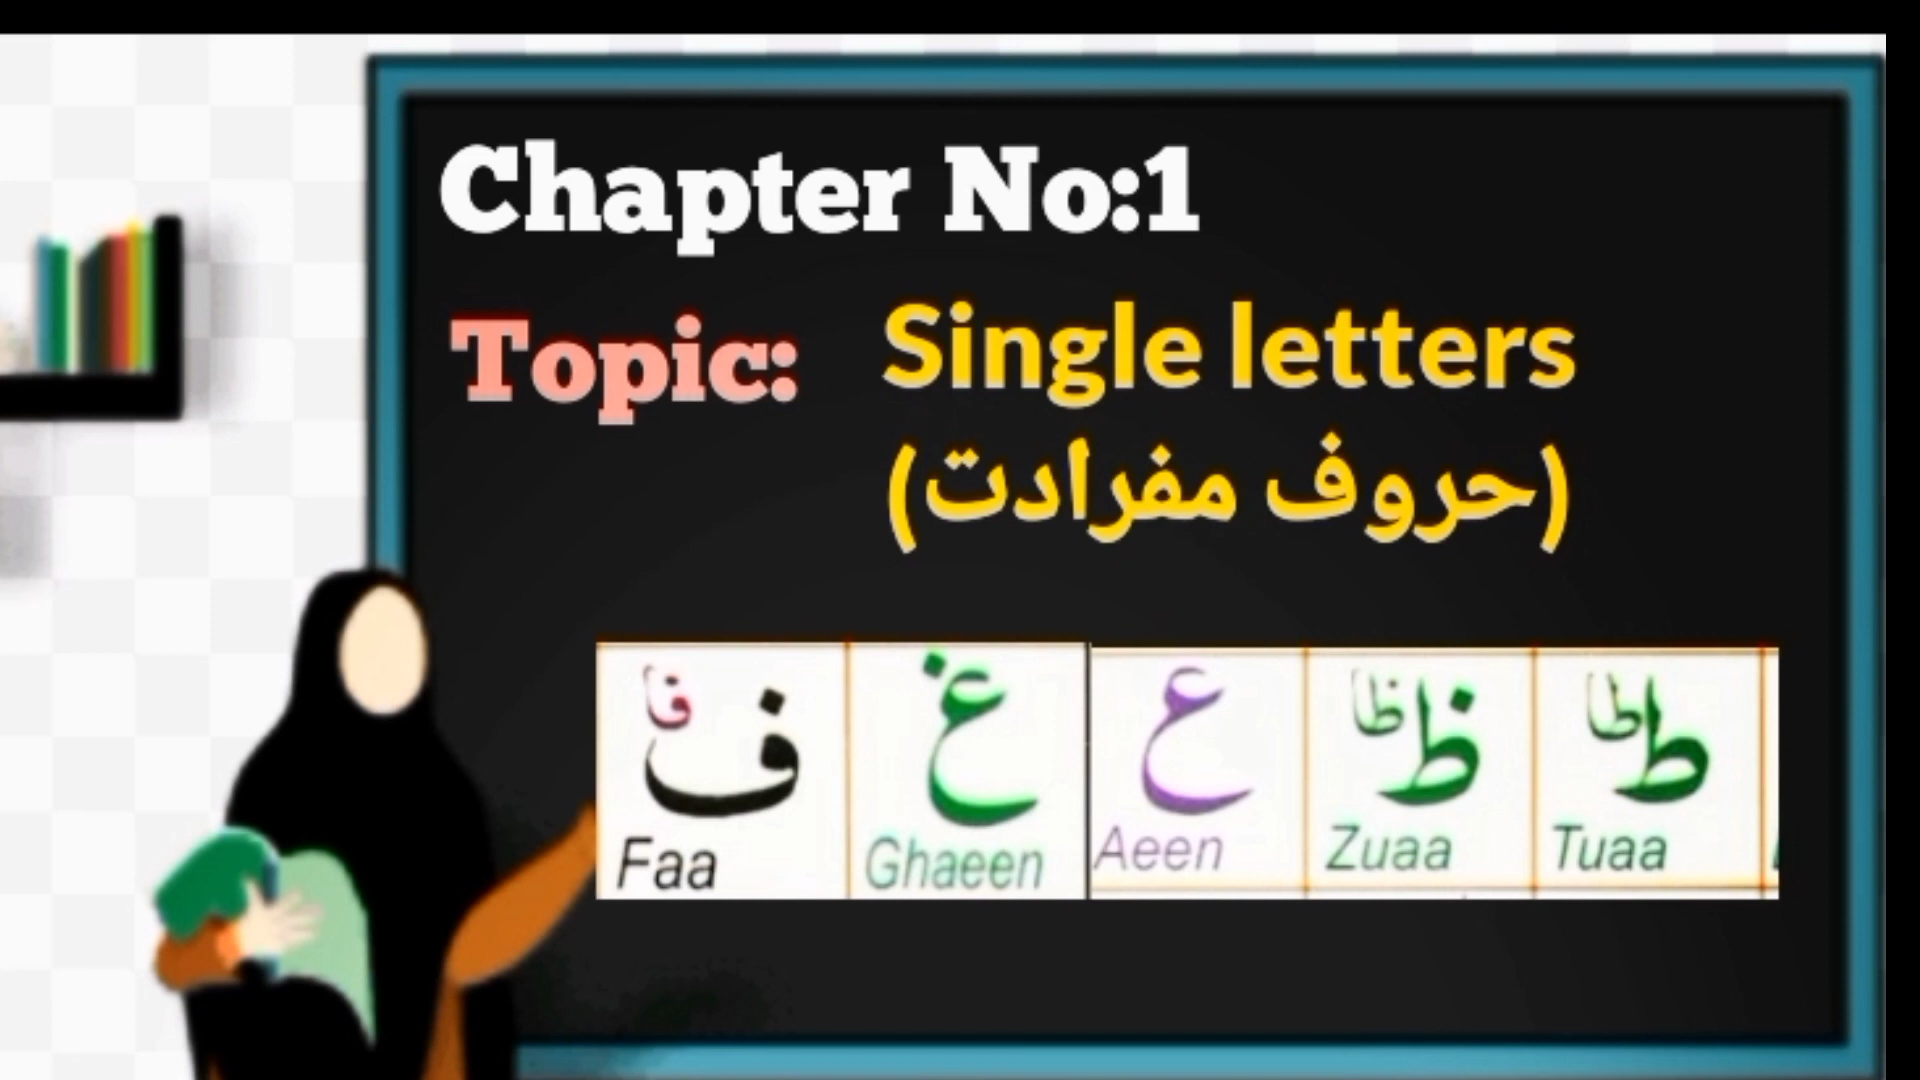 Chapter No:1
Topic: Single letters
(حروف مفرادت)
ط طا ظ ظا ع غ ف فا
Tuaa Zuaa Aeen Ghaeen Faa